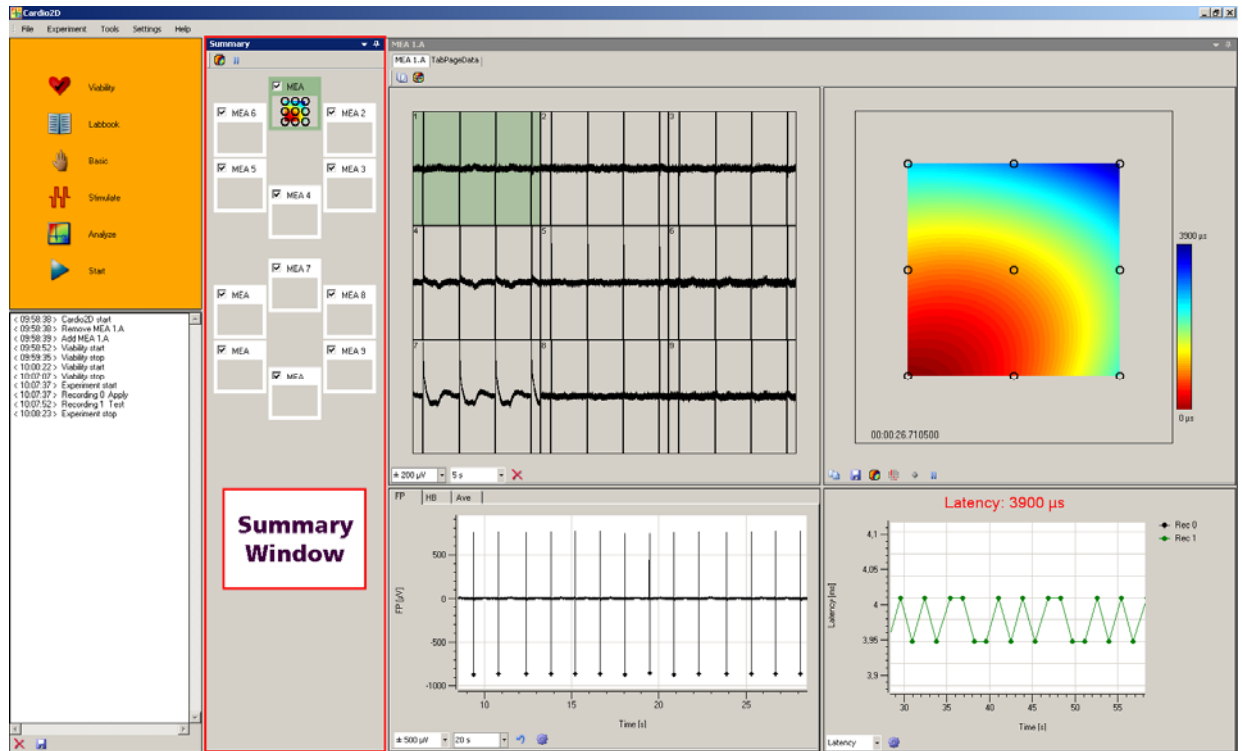 Cardio2D
File Experiment Tools Settings Help
Viability
Labbook
Basic
Stimulate
Analyze
Start
< 09:58:38 > Cardio2D start
< 09:58:38 > Remove MEA 1.A
< 09:58:39 > Add MEA 1.A
< 09:58:52 > Viability start
< 09:59:35 > Viability stop
< 10:00:22 > Viability start
< 10:07:07 > Viability stop
< 10:07:37 > Experiment start
< 10:07:37 > Recording 0 Apply
< 10:07:52 > Recording 1 Test
< 10:08:23 > Experiment stop
Summary
MEA
MEA 6
MEA 2
MEA 5
MEA 3
MEA 4
MEA 7
MEA
MEA 8
MEA
MEA 9
MEA
Summary
Window
MEA 1.A
MEA 1.A TabPageData
1 2 3
4 5 6
7 8 9
± 200 µV 5 s
3900 µs
0 µs
00:00:26.710500
FP HB Ave
FP [µV]
500
0
-500
-1000
10 15 20 25
Time [s]
± 500 µV 20 s
Latency: 3900 µs
Rec 0
Rec 1
Latency [ms]
4,1
4,05
4
3,95
3,9
30 35 40 45 50 55
Time [s]
Latency